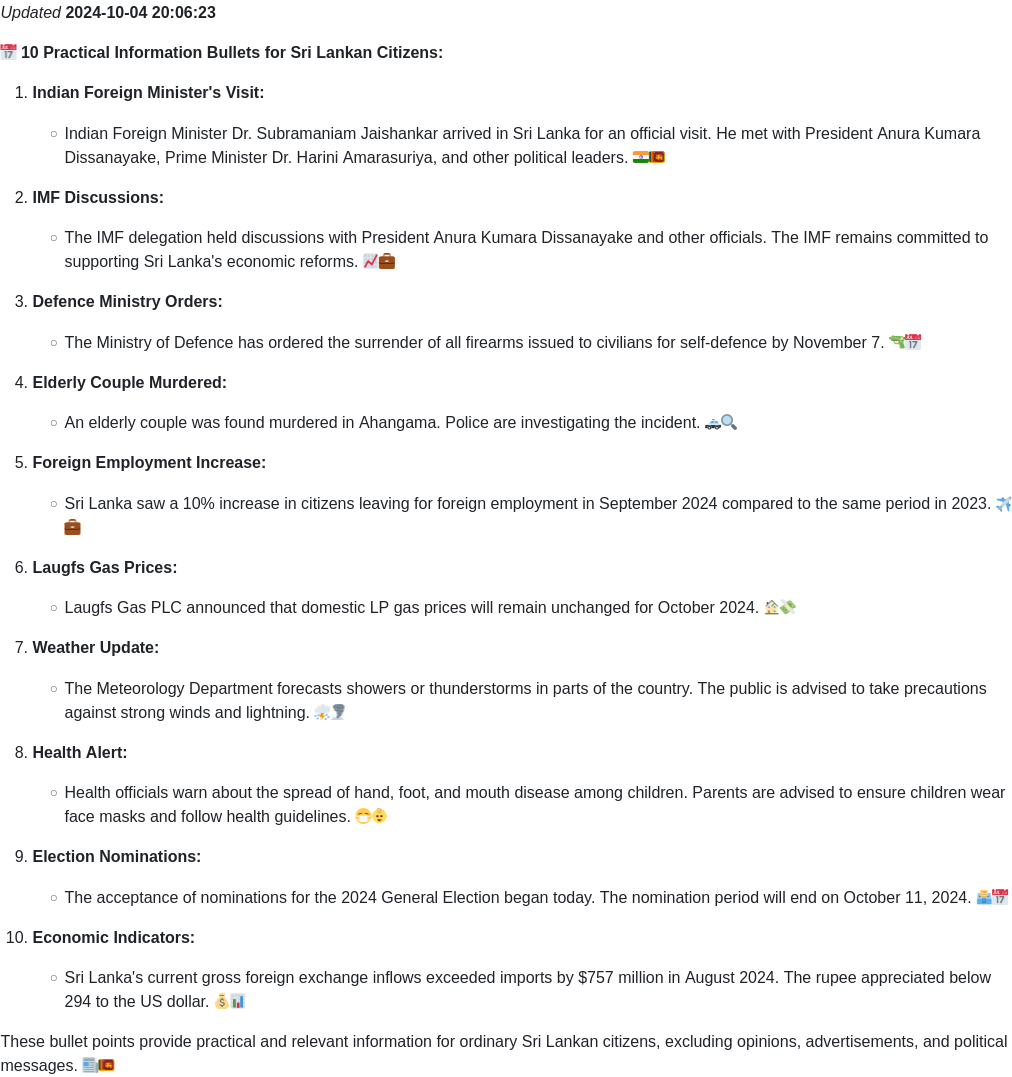 Updated 2024-10-04 20:06:23
📅 10 Practical Information Bullets for Sri Lankan Citizens:
1. Indian Foreign Minister's Visit:
○ Indian Foreign Minister Dr. Subramaniam Jaishankar arrived in Sri Lanka for an official visit. He met with President Anura Kumara
Dissanayake, Prime Minister Dr. Harini Amarasuriya, and other political leaders. 🇮🇳🇱🇰
2. IMF Discussions:
○ The IMF delegation held discussions with President Anura Kumara Dissanayake and other officials. The IMF remains committed to
supporting Sri Lanka's economic reforms. 📈💼
3. Defence Ministry Orders:
○ The Ministry of Defence has ordered the surrender of all firearms issued to civilians for self-defence by November 7. 🔫📅
4. Elderly Couple Murdered:
○ An elderly couple was found murdered in Ahangama. Police are investigating the incident. 🚓🔍
5. Foreign Employment Increase:
○ Sri Lanka saw a 10% increase in citizens leaving for foreign employment in September 2024 compared to the same period in 2023. ✈️
💼
6. Laugfs Gas Prices:
○ Laugfs Gas PLC announced that domestic LP gas prices will remain unchanged for October 2024. 🏠💸
7. Weather Update:
○ The Meteorology Department forecasts showers or thunderstorms in parts of the country. The public is advised to take precautions
against strong winds and lightning. ⛈️🌪️
8. Health Alert:
○ Health officials warn about the spread of hand, foot, and mouth disease among children. Parents are advised to ensure children wear
face masks and follow health guidelines. 😷👶
9. Election Nominations:
○ The acceptance of nominations for the 2024 General Election began today. The nomination period will end on October 11, 2024. 🗳️📅
10. Economic Indicators:
○ Sri Lanka's current gross foreign exchange inflows exceeded imports by $757 million in August 2024. The rupee appreciated below
294 to the US dollar. 💰📊
These bullet points provide practical and relevant information for ordinary Sri Lankan citizens, excluding opinions, advertisements, and political
messages. 📰🇱🇰